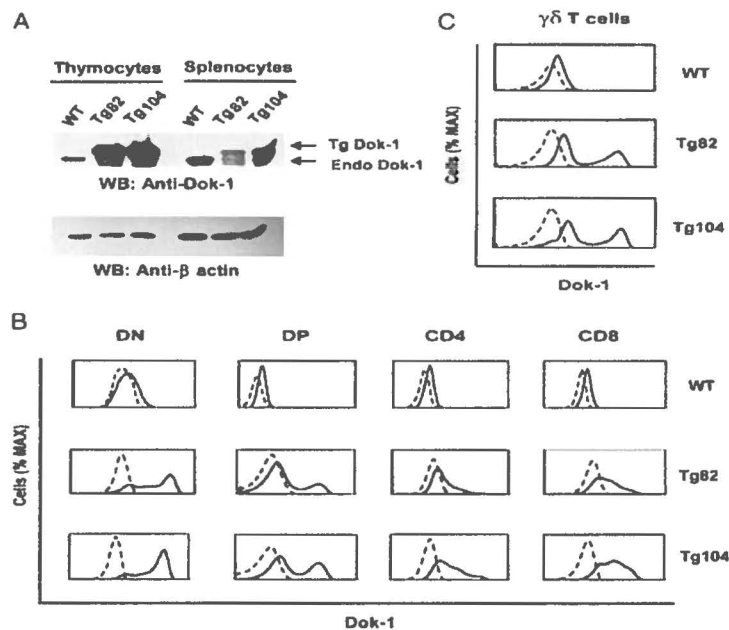 A
Thymocytes Splenocytes
WT Tg82 Tg104 WT Tg82 Tg104
Tg Dok-1
Endo Dok-1
WB: Anti-Dok-1
WB: Anti-β actin
C
γδ T cells
WT
Tg82
Tg104
Cells (% MAX)
Dok-1
B
DN DP CD4 CD8
WT
Tg82
Tg104
Cells (% MAX)
Dok-1